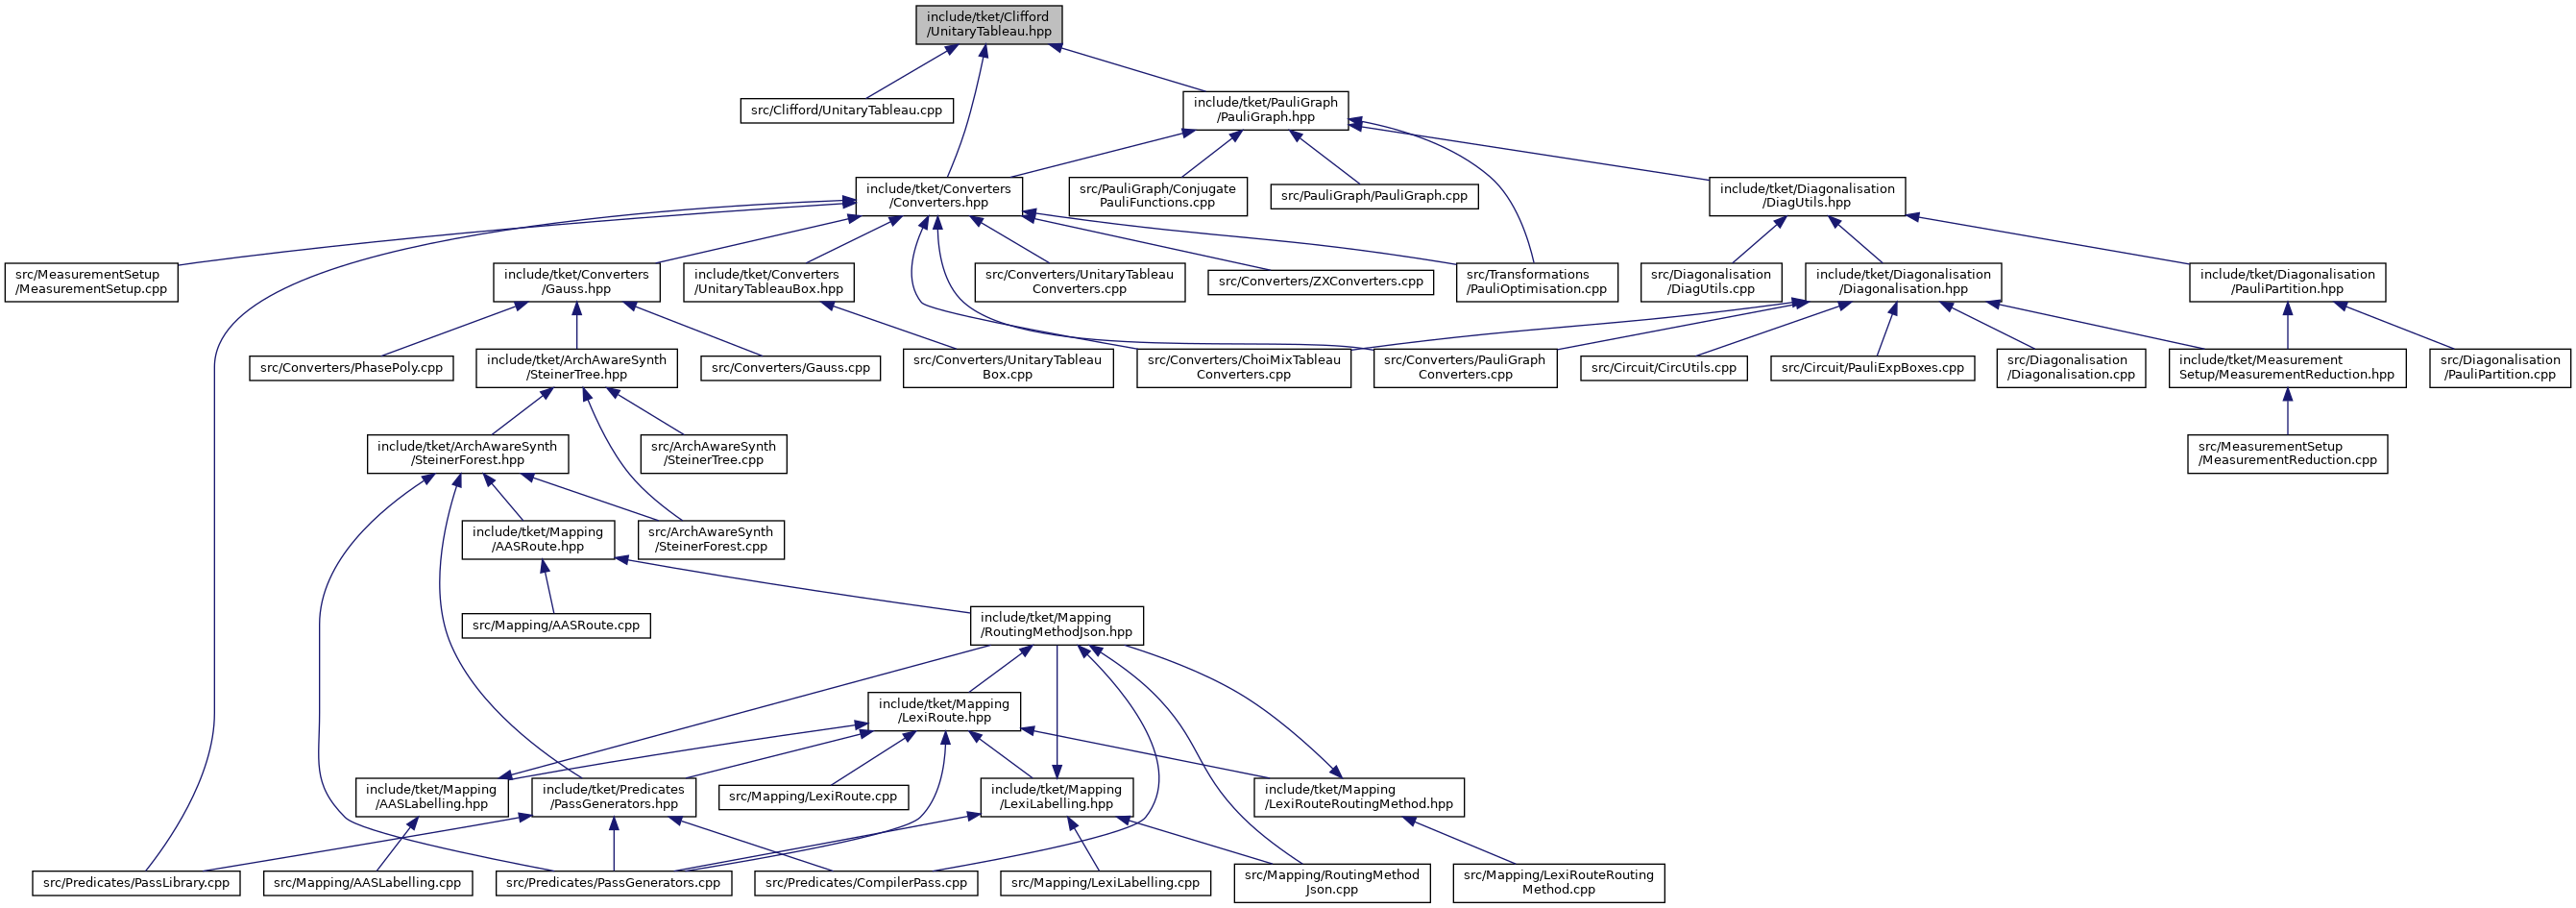 include/tket/Clifford
/UnitaryTableau.hpp
src/Clifford/UnitaryTableau.cpp
include/tket/PauliGraph
/PauliGraph.hpp
include/tket/Converters
/Converters.hpp
src/PauliGraph/Conjugate
PauliFunctions.cpp
src/PauliGraph/PauliGraph.cpp
include/tket/Diagonalisation
/DiagUtils.hpp
src/MeasurementSetup
/MeasurementSetup.cpp
include/tket/Converters
/Gauss.hpp
include/tket/Converters
/UnitaryTableauBox.hpp
src/Converters/UnitaryTableau
Converters.cpp
src/Converters/ZXConverters.cpp
src/Transformations
/PauliOptimisation.cpp
src/Diagonalisation
/DiagUtils.cpp
include/tket/Diagonalisation
/Diagonalisation.hpp
include/tket/Diagonalisation
/PauliPartition.hpp
src/Converters/PhasePoly.cpp
include/tket/ArchAwareSynth
/SteinerTree.hpp
src/Converters/Gauss.cpp
src/Converters/UnitaryTableau
Box.cpp
src/Converters/ChoiMixTableau
Converters.cpp
src/Converters/PauliGraph
Converters.cpp
src/Circuit/CircUtils.cpp
src/Circuit/PauliExpBoxes.cpp
src/Diagonalisation
/Diagonalisation.cpp
include/tket/Measurement
Setup/MeasurementReduction.hpp
src/Diagonalisation
/PauliPartition.cpp
include/tket/ArchAwareSynth
/SteinerForest.hpp
src/ArchAwareSynth
/SteinerTree.cpp
src/MeasurementSetup
/MeasurementReduction.cpp
include/tket/Mapping
/AASRoute.hpp
src/ArchAwareSynth
/SteinerForest.cpp
src/Mapping/AASRoute.cpp
include/tket/Mapping
/RoutingMethodJson.hpp
include/tket/Mapping
/LexiRoute.hpp
include/tket/Mapping
/AASLabelling.hpp
include/tket/Predicates
/PassGenerators.hpp
src/Mapping/LexiRoute.cpp
include/tket/Mapping
/LexiLabelling.hpp
include/tket/Mapping
/LexiRouteRoutingMethod.hpp
src/Predicates/PassLibrary.cpp
src/Mapping/AASLabelling.cpp
src/Predicates/PassGenerators.cpp
src/Predicates/CompilerPass.cpp
src/Mapping/LexiLabelling.cpp
src/Mapping/RoutingMethod
Json.cpp
src/Mapping/LexiRouteRouting
Method.cpp